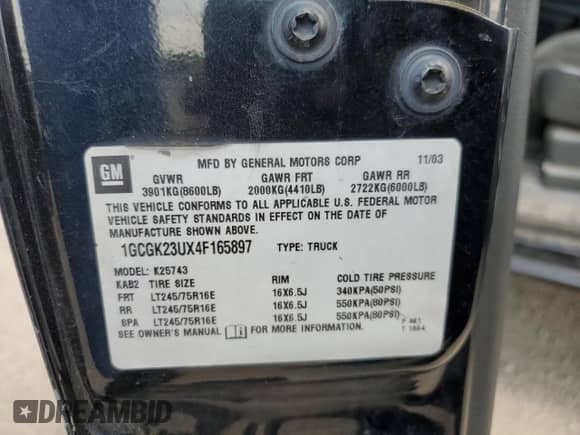 GM
MFD BY GENERAL MOTORS CORP 11/03
GVWR GAWR FRT GAWR RR
3901KG(8600LB) 2000KG(4410LB) 2722KG(6000LB)
THIS VEHICLE CONFORMS TO ALL APPLICABLE U.S. FEDERAL MOTOR
VEHICLE SAFETY STANDARDS IN EFFECT ON THE DATE OF
MANUFACTURE SHOWN ABOVE.
1GCGK23UX4F165897 TYPE: TRUCK
MODEL: K25743
KAB2 TIRE SIZE RIM COLD TIRE PRESSURE
FRT LT245/75R16E 16X6.5J 340KPA(50PSI)
RR LT245/75R16E 16X6.5J 550KPA(80PSI)
SPA LT245/75R16E 16X6.5J 550KPA(80PSI)
SEE OWNER'S MANUAL FOR MORE INFORMATION.
DREAMBID